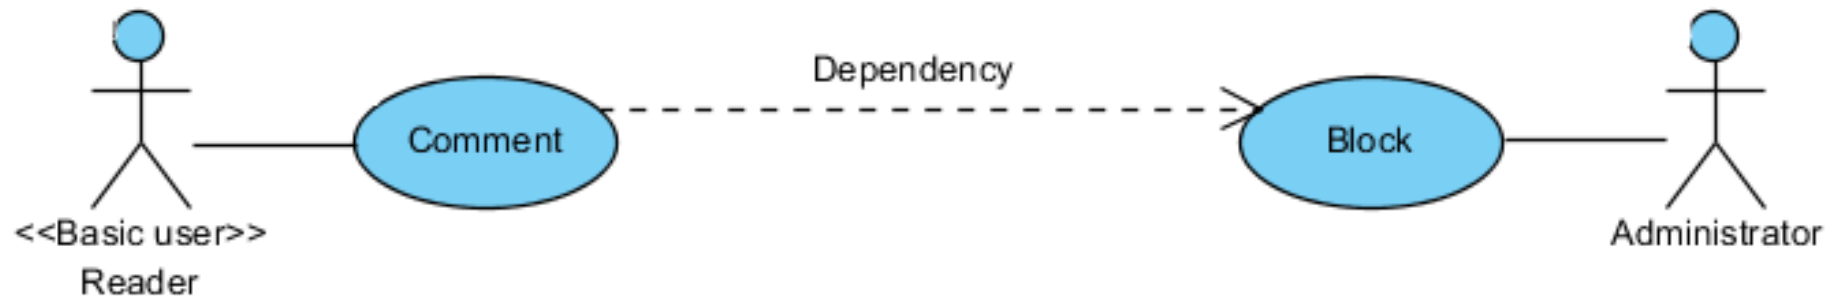 Dependency
Comment
Block
<<Basic user>>
Reader
Administrator